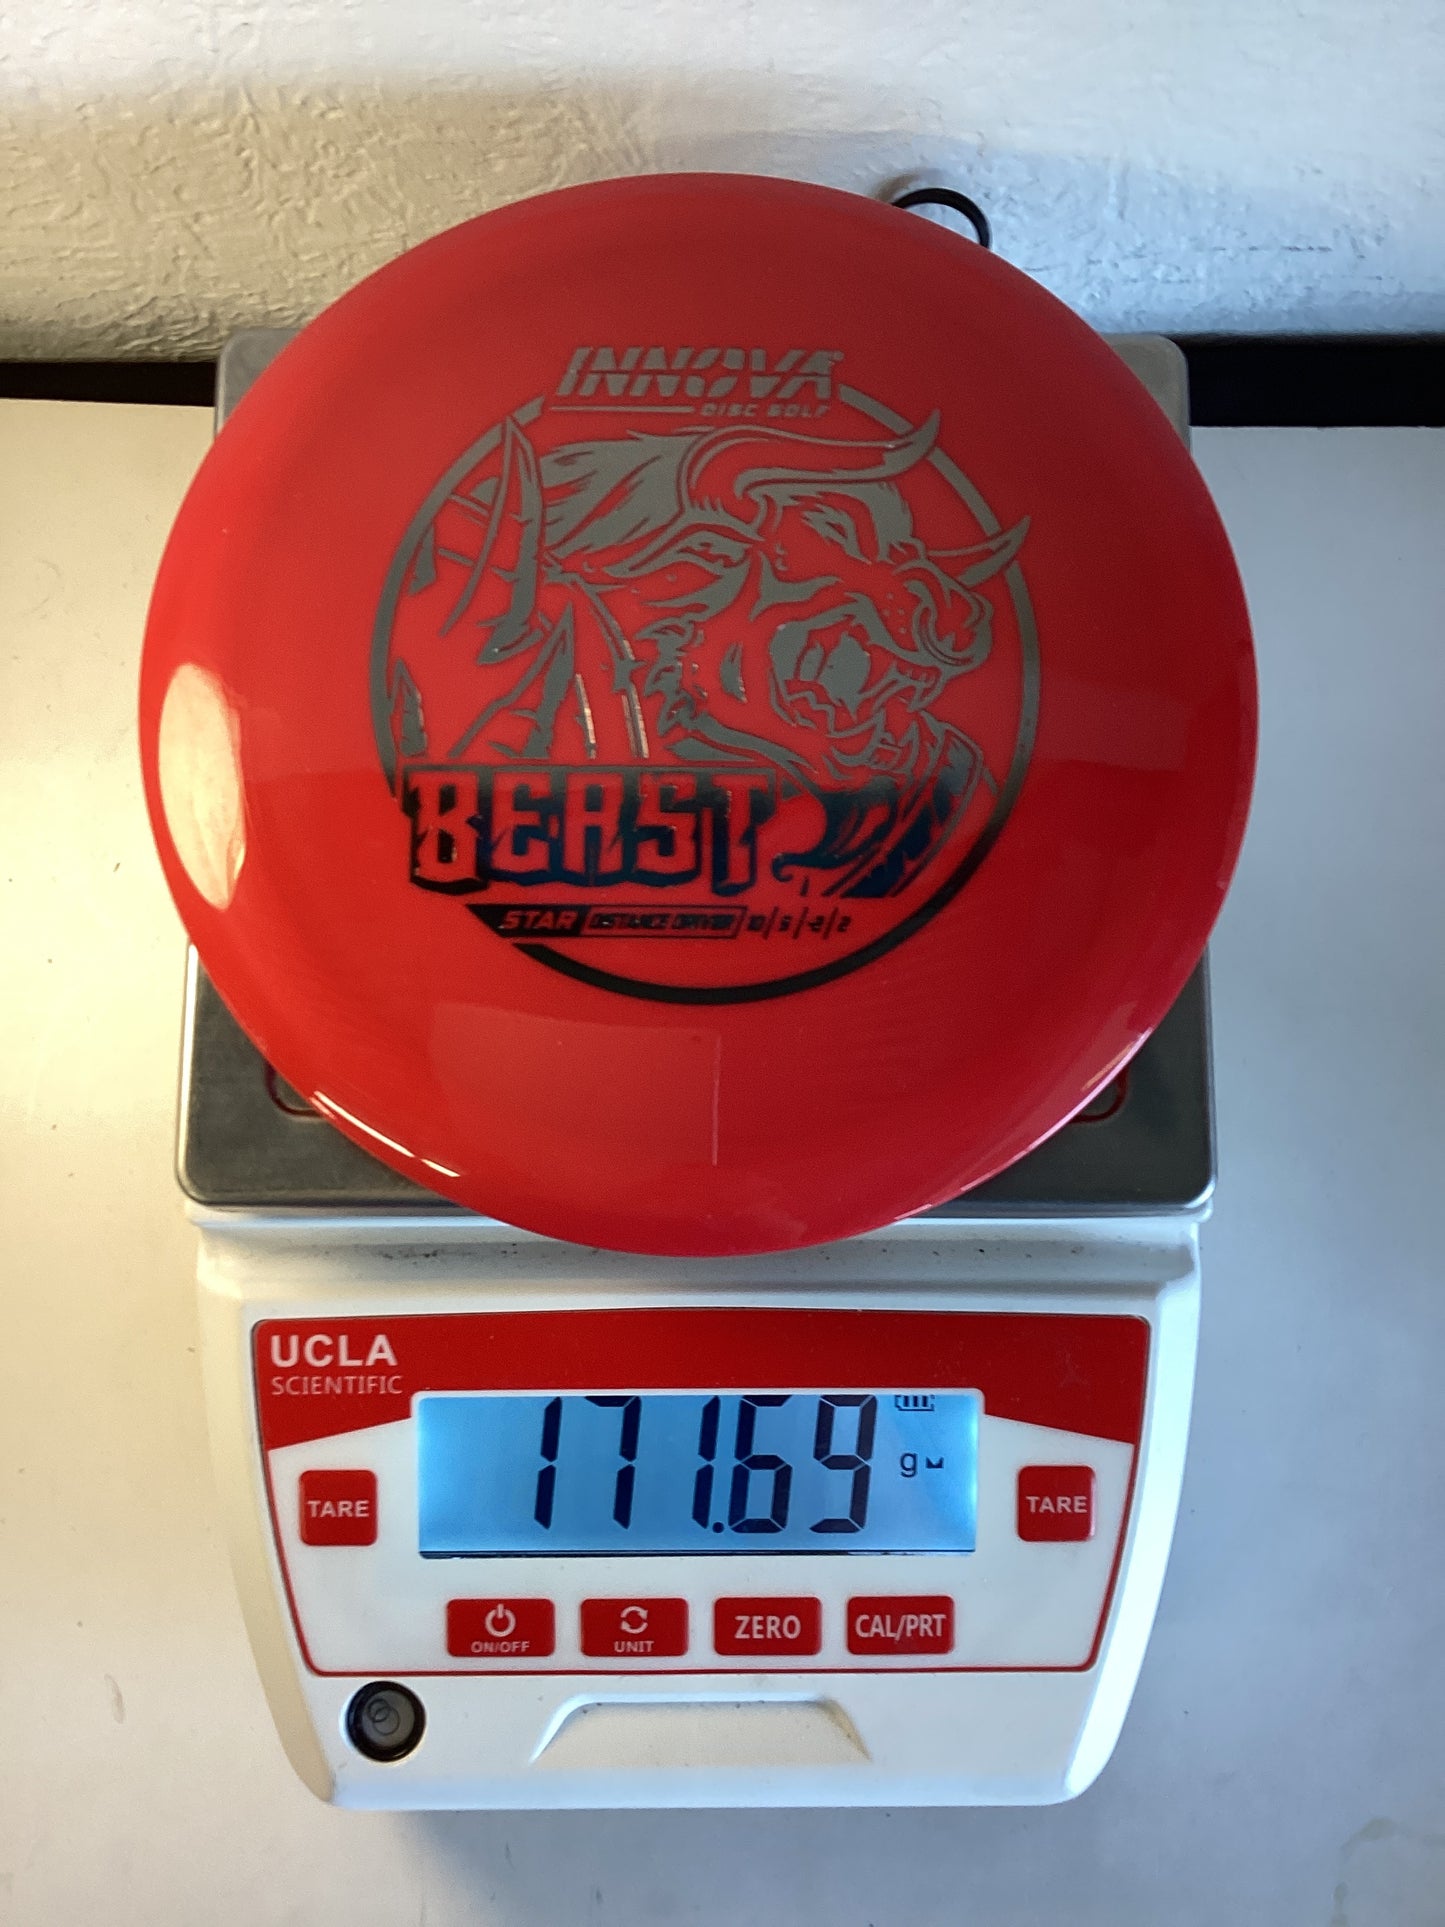 INNOVA
DISC GOLF
BEAST
STAR DISTANCE DRIVER 10|5|-2|2
UCLA
SCIENTIFIC
171.69 g
TARE
TARE
ON/OFF
UNIT
ZERO
CAL/PRT